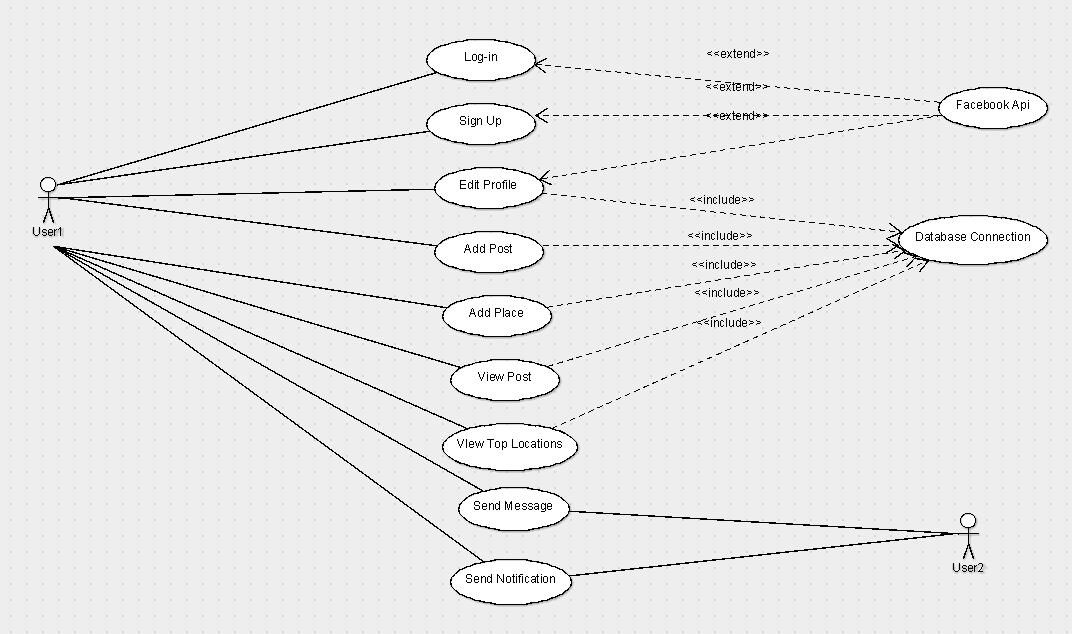 Log-in
<<extend>>
<<extend>>
Facebook Api
Sign Up
<<extend>>
Edit Profile
<<include>>
User1
Add Post
<<include>>
Database Connection
<<include>>
Add Place
<<include>>
<<include>>
View Post
VIew Top Locations
Send Message
User2
Send Notification